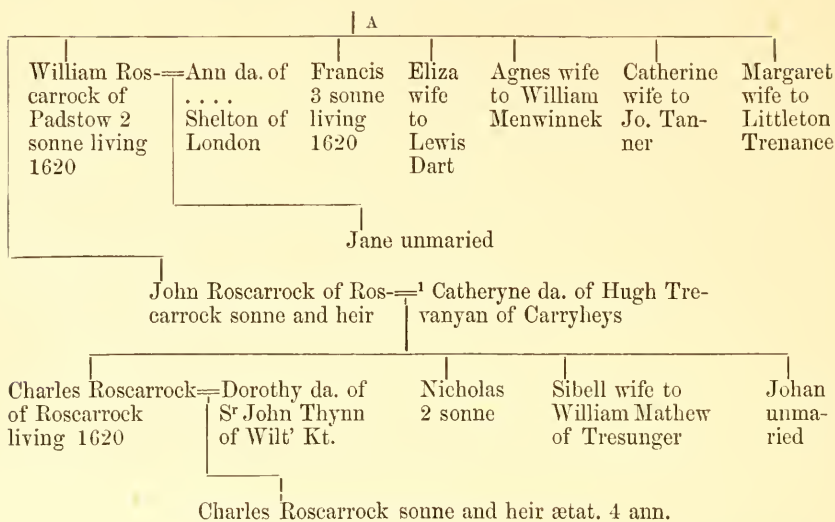 A
William Ros-
carrock of
Padstow 2
sonne living
1620
Ann da. of
. . . .
Shelton of
London
Francis
3 sonne
living
1620
Eliza
wife
to
Lewis
Dart
Agnes wife
to William
Menwinnek
Catherine
wife to
Jo. Tan-
ner
Margaret
wife to
Littleton
Trenance
Jane unmaried
John Roscarrock of Ros-
carrock sonne and heir
1 Catheryne da. of Hugh Tre-
vanyan of Carryheys
Charles Roscarrock
of Roscarrock
living 1620
Dorothy da. of
Sr John Thynn
of Wilt' Kt.
Nicholas
2 sonne
Sibell wife to
William Mathew
of Tresunger
Johan
unma-
ried
Charles Roscarrock sonne and heir ætat. 4 ann.